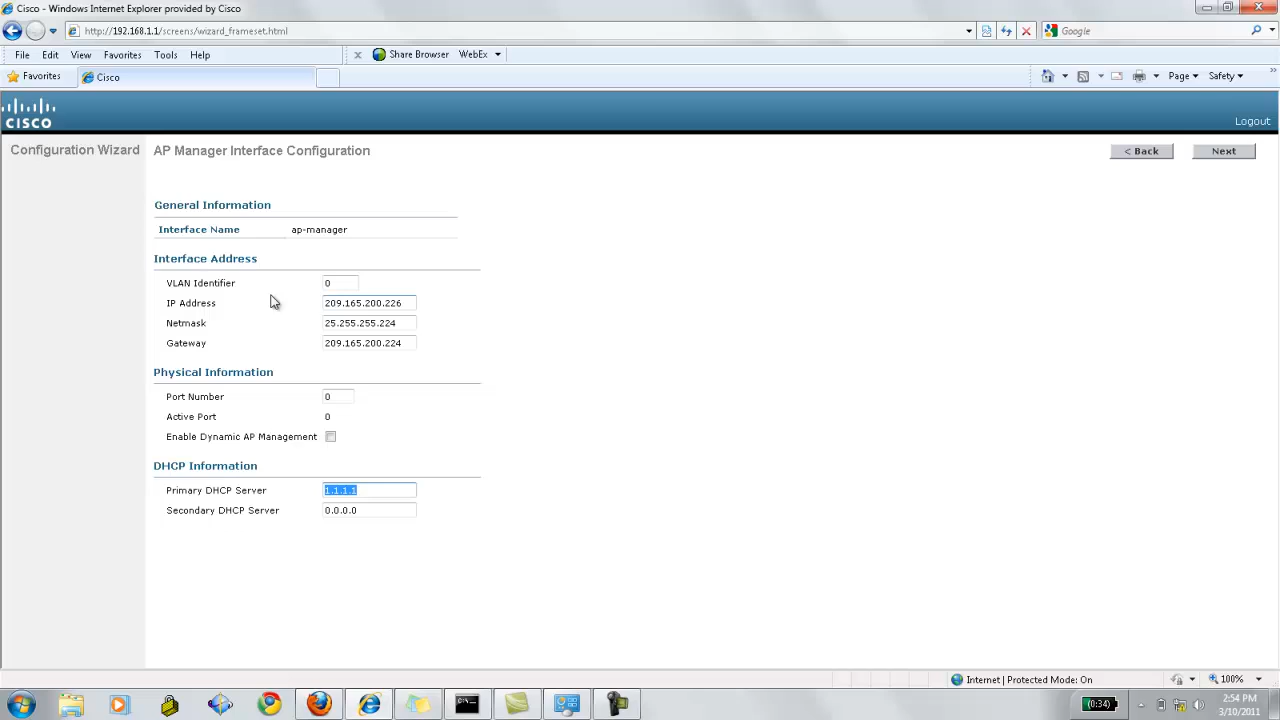 Cisco - Windows Internet Explorer provided by Cisco
http://192.168.1.1/screens/wizard_frameset.html
Google
File Edit View Favorites Tools Help
x Share Browser WebEx
Favorites Cisco
Page Safety
CISCO
Logout
Configuration Wizard
AP Manager Interface Configuration
< Back Next
General Information
Interface Name ap-manager
Interface Address
VLAN Identifier 0
IP Address 209.165.200.226
Netmask 25.255.255.224
Gateway 209.165.200.224
Physical Information
Port Number 0
Active Port 0
Enable Dynamic AP Management
DHCP Information
Primary DHCP Server 1.1.1.1
Secondary DHCP Server 0.0.0.0
Internet | Protected Mode: On
100%
(0:34)
2:54 PM
3/10/2011